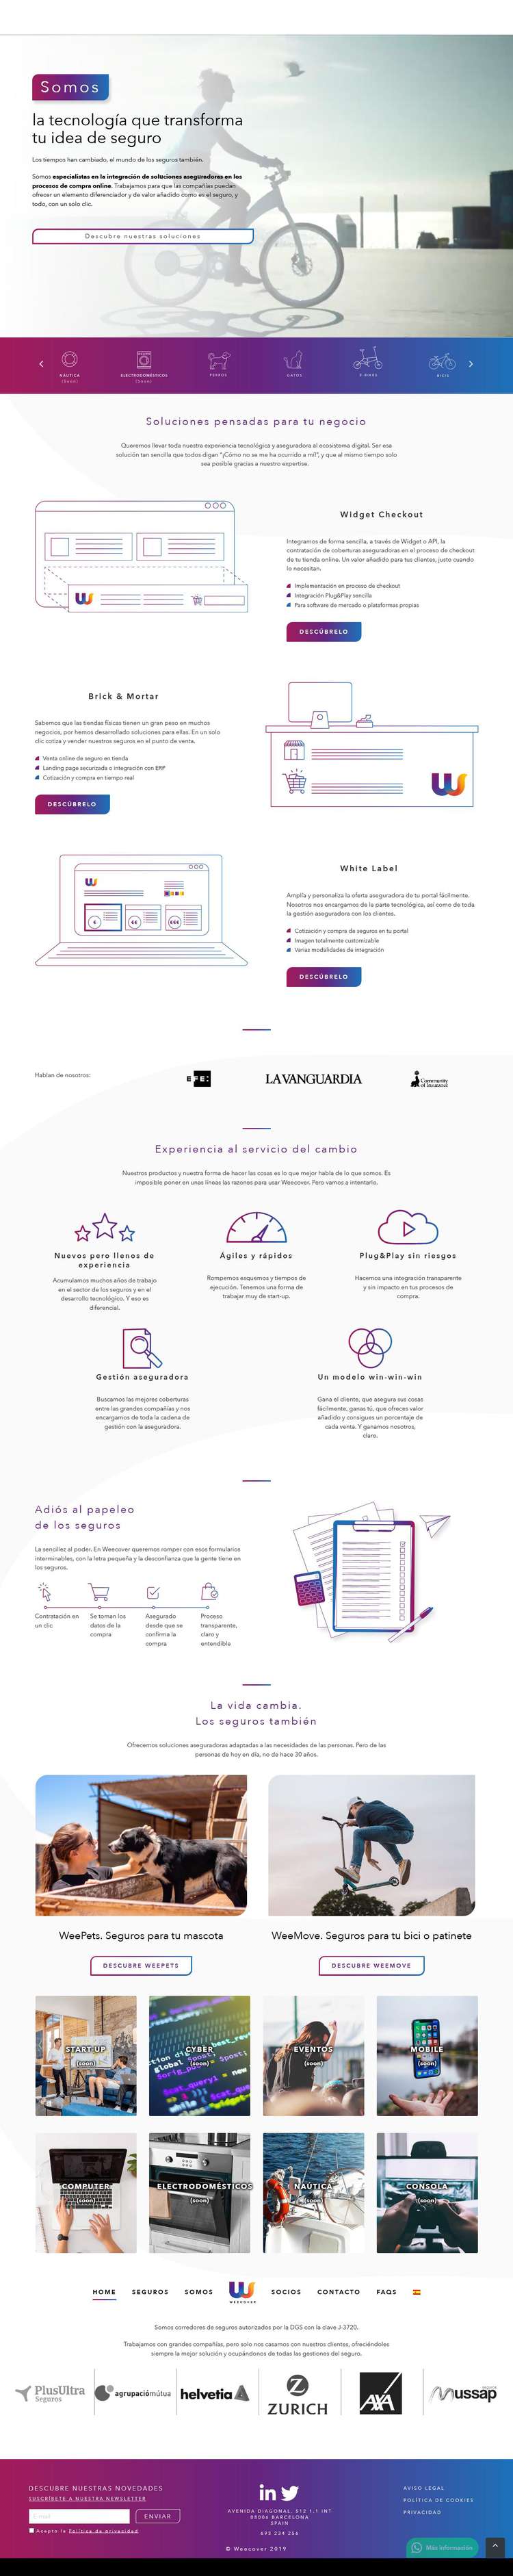 Somos
la tecnología que transforma
tu idea de seguro
Los tiempos han cambiado, el mundo de los seguros también.
Somos especialistas en la integración de soluciones aseguradoras en los
procesos de compra online. Trabajamos para que las compañías puedan
ofrecer un elemento diferenciador y de valor añadido como es el seguro, y
todo, con un solo clic.
Descubre nuestras soluciones
NÁUTICA
(Soon)
ELECTRODOMÉSTICOS
(Soon)
PERROS
GATOS
E-BIKES
BICIS
Soluciones pensadas para tu negocio
Queremos llevar toda nuestra experiencia tecnológica y aseguradora al ecosistema digital. Ser esa
solución tan sencilla que todos digan “¡Cómo no se me ha ocurrido a mí!”, y que al mismo tiempo solo
sea posible gracias a nuestro expertise.
Widget Checkout
Integramos de forma sencilla, a través de Widget o API, la
contratación de coberturas aseguradoras en el proceso de checkout
de tu tienda online. Un valor añadido para tus clientes, justo cuando
lo necesitan.
Implementación en proceso de checkout
Integración Plug&Play sencilla
Para software de mercado o plataformas propias
DESCÚBRELO
Brick & Mortar
Sabemos que las tiendas físicas tienen un gran peso en muchos
negocios, por eso hemos desarrollado soluciones para ellas. En un solo
clic cotiza y vender nuestros seguros en el punto de venta.
Venta online de seguro en tienda
Landing page securizada o integración con ERP
Cotización y compra en tiempo real
DESCÚBRELO
White Label
Amplía y personaliza la oferta aseguradora de tu portal fácilmente.
Nosotros nos encargamos de la parte tecnológica, así como de toda
la gestión aseguradora con los clientes.
Cotización y compra de seguros en tu portal
Imagen totalmente customizable
Varias modalidades de integración
DESCÚBRELO
Hablan de nosotros:
EFE:
LA VANGUARDIA
Community
of Insurance
Experiencia al servicio del cambio
Nuestros productos y nuestra forma de hacer las cosas es lo que mejor habla de lo que somos. Es
imposible poner en unas líneas las razones para usar Weecover. Pero vamos a intentarlo.
Nuevos pero llenos de
experiencia
Acumulamos muchos años de trabajo
en el sector de los seguros y en el
desarrollo tecnológico. Y eso es
diferencial.
Ágiles y rápidos
Rompemos esquemas y tiempos de
ejecución. Tenemos una forma de
trabajar muy de start-up.
Plug&Play sin riesgos
Hacemos una integración transparente
y sin impacto en tus procesos de
compra.
Gestión aseguradora
Buscamos las mejores coberturas
entre las grandes compañías y nos
encargamos de toda la cadena de
gestión con la aseguradora.
Un modelo win-win-win
Gana el cliente, que asegura sus cosas
fácilmente, ganas tú, que ofreces valor
añadido y consigues un percentaje de
cada venta. Y ganamos nosotros,
claro.
Adiós al papeleo
de los seguros
La sencillez al poder. En Weecover queremos romper con esos formularios
interminables, con la letra pequeña y la desconfianza que la gente tiene en
los seguros.
Contratación en
un clic
Se toman los
datos de la
compra
Asegurado
desde que se
confirma la
compra
Proceso
transparente,
claro y
entendible
La vida cambia.
Los seguros también
Ofrecemos soluciones aseguradoras adaptadas a las necesidades de las personas. Pero de las
personas de hoy en día, no de hace 30 años.
WeePets. Seguros para tu mascota
DESCUBRE WEEPETS
WeeMove. Seguros para tu bici o patinete
DESCUBRE WEEMOVE
START UP
(soon)
CYBER
(soon)
EVENTOS
(soon)
MOBILE
(soon)
COMPUTER
(soon)
ELECTRODOMÉSTICOS
(soon)
NÁUTICA
(soon)
CONSOLA
(soon)
HOME
SEGUROS
SOMOS
WEECOVER
SOCIOS
CONTACTO
FAQS
Somos corredores de seguros autorizados por la DGS con la clave J-3720.
Trabajamos con grandes compañías, pero solo nos casamos con nuestros clientes, ofreciéndoles
siempre la mejor solución y ocupándonos de todas las gestiones del seguro.
PlusUltra
Seguros
agrupaciómútua
helvetia
ZURICH
AXA
Mussap
DESCUBRE NUESTRAS NOVEDADES
SUSCRÍBETE A NUESTRA NEWSLETTER
ENVIAR
Acepto la Política de privacidad
AVENIDA DIAGONAL, 512 1,1 INT
08006 BARCELONA
SPAIN
693 234 256
© Weecover 2019
AVISO LEGAL
POLÍTICA DE COOKIES
PRIVACIDAD
Más información